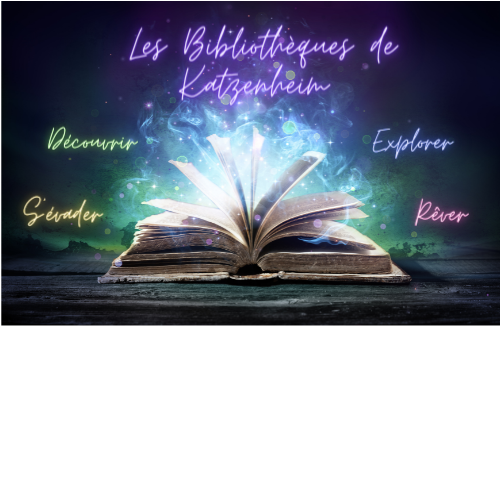 Les Bibliothèques de
Katzenheim
Découvrir
Explorer
S'évader
Rêver